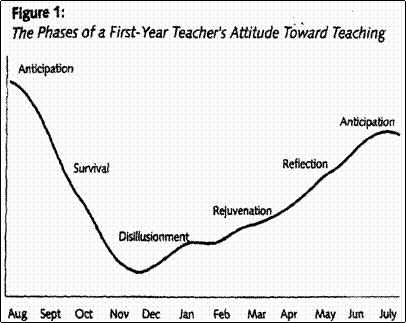 Figure 1:
The Phases of a First-Year Teacher's Attitude Toward Teaching
Anticipation
Anticipation
Survival
Reflection
Rejuvenation
Disillusionment
Aug Sept Oct Nov Dec Jan Feb Mar Apr May Jun July